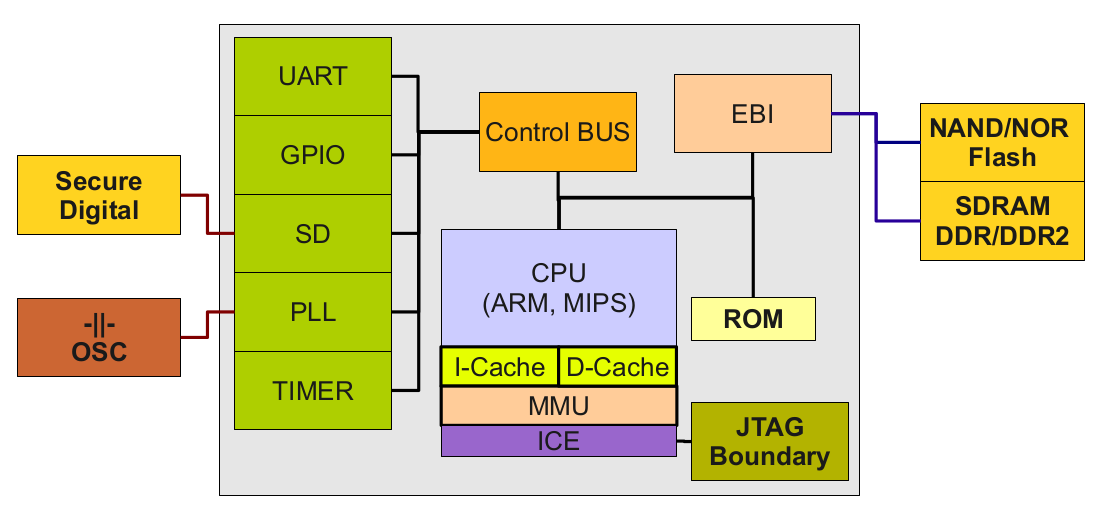 UART
GPIO
SD
PLL
TIMER
Secure
Digital
-||-
OSC
Control BUS
EBI
NAND/NOR
Flash
SDRAM
DDR/DDR2
CPU
(ARM, MIPS)
I-Cache
D-Cache
MMU
ICE
ROM
JTAG
Boundary